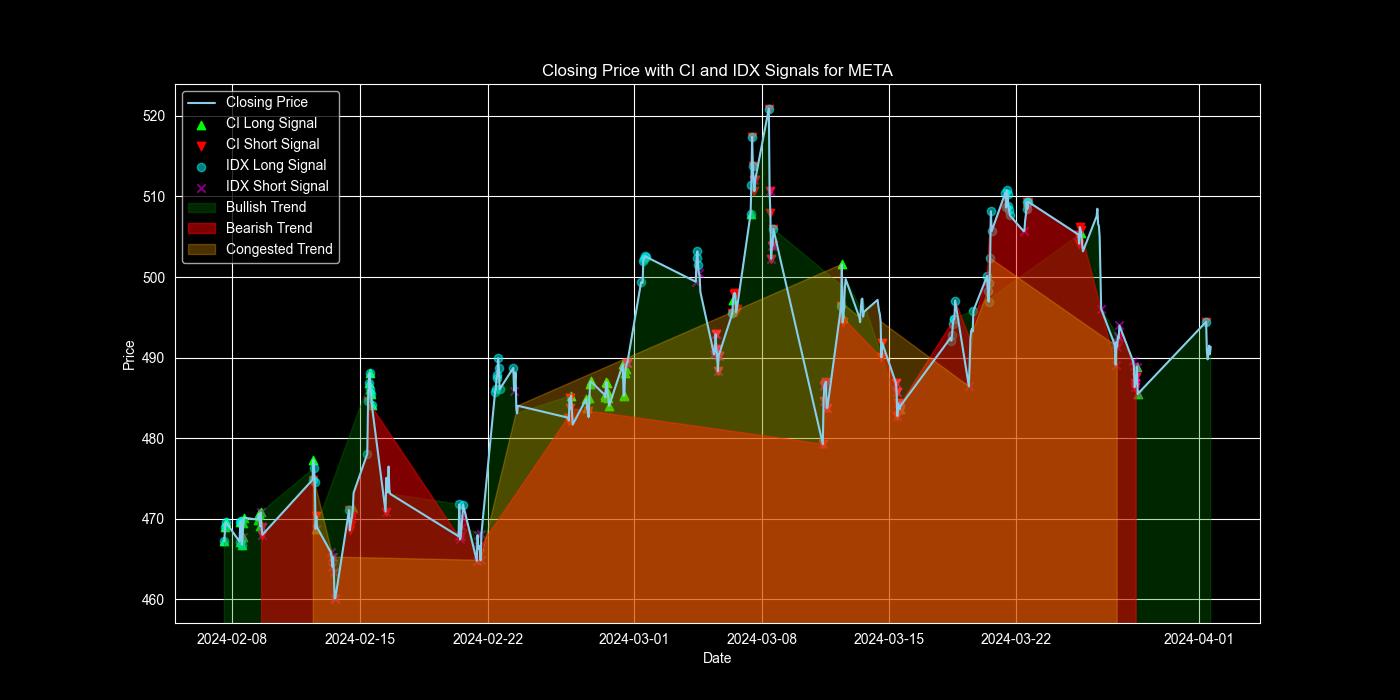 Closing Price with CI and IDX Signals for META
Closing Price
CI Long Signal
CI Short Signal
IDX Long Signal
IDX Short Signal
Bullish Trend
Bearish Trend
Congested Trend
Price
520
510
500
490
480
470
460
2024-02-08 2024-02-15 2024-02-22 2024-03-01 2024-03-08 2024-03-15 2024-03-22 2024-04-01
Date